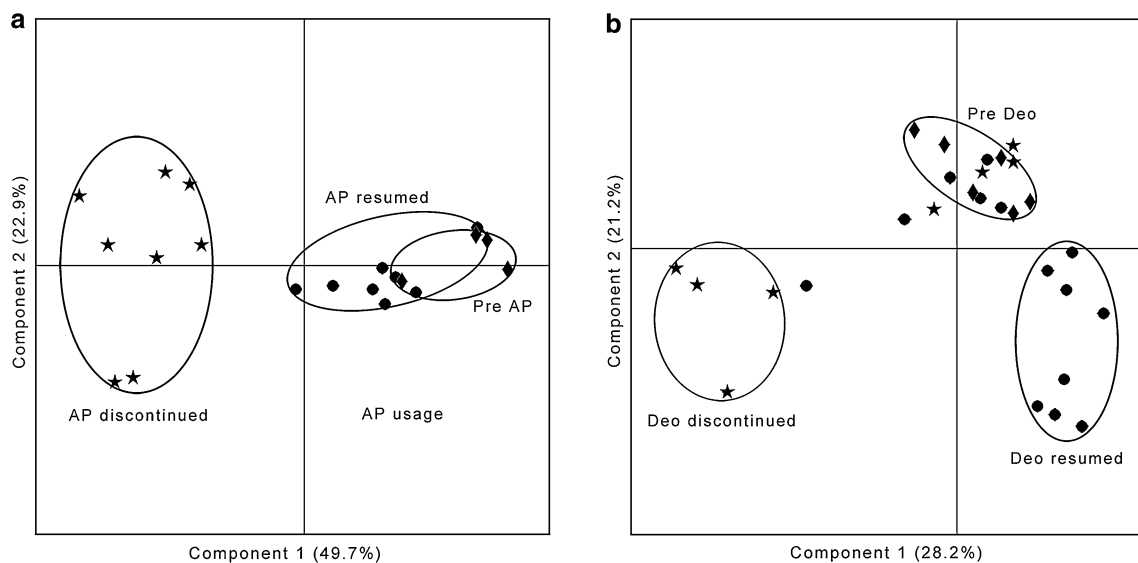 a
Component 2 (22.9%)
AP resumed
Pre AP
AP discontinued
AP usage
Component 1 (49.7%)
b
Component 2 (21.2%)
Pre Deo
Deo discontinued
Deo resumed
Component 1 (28.2%)